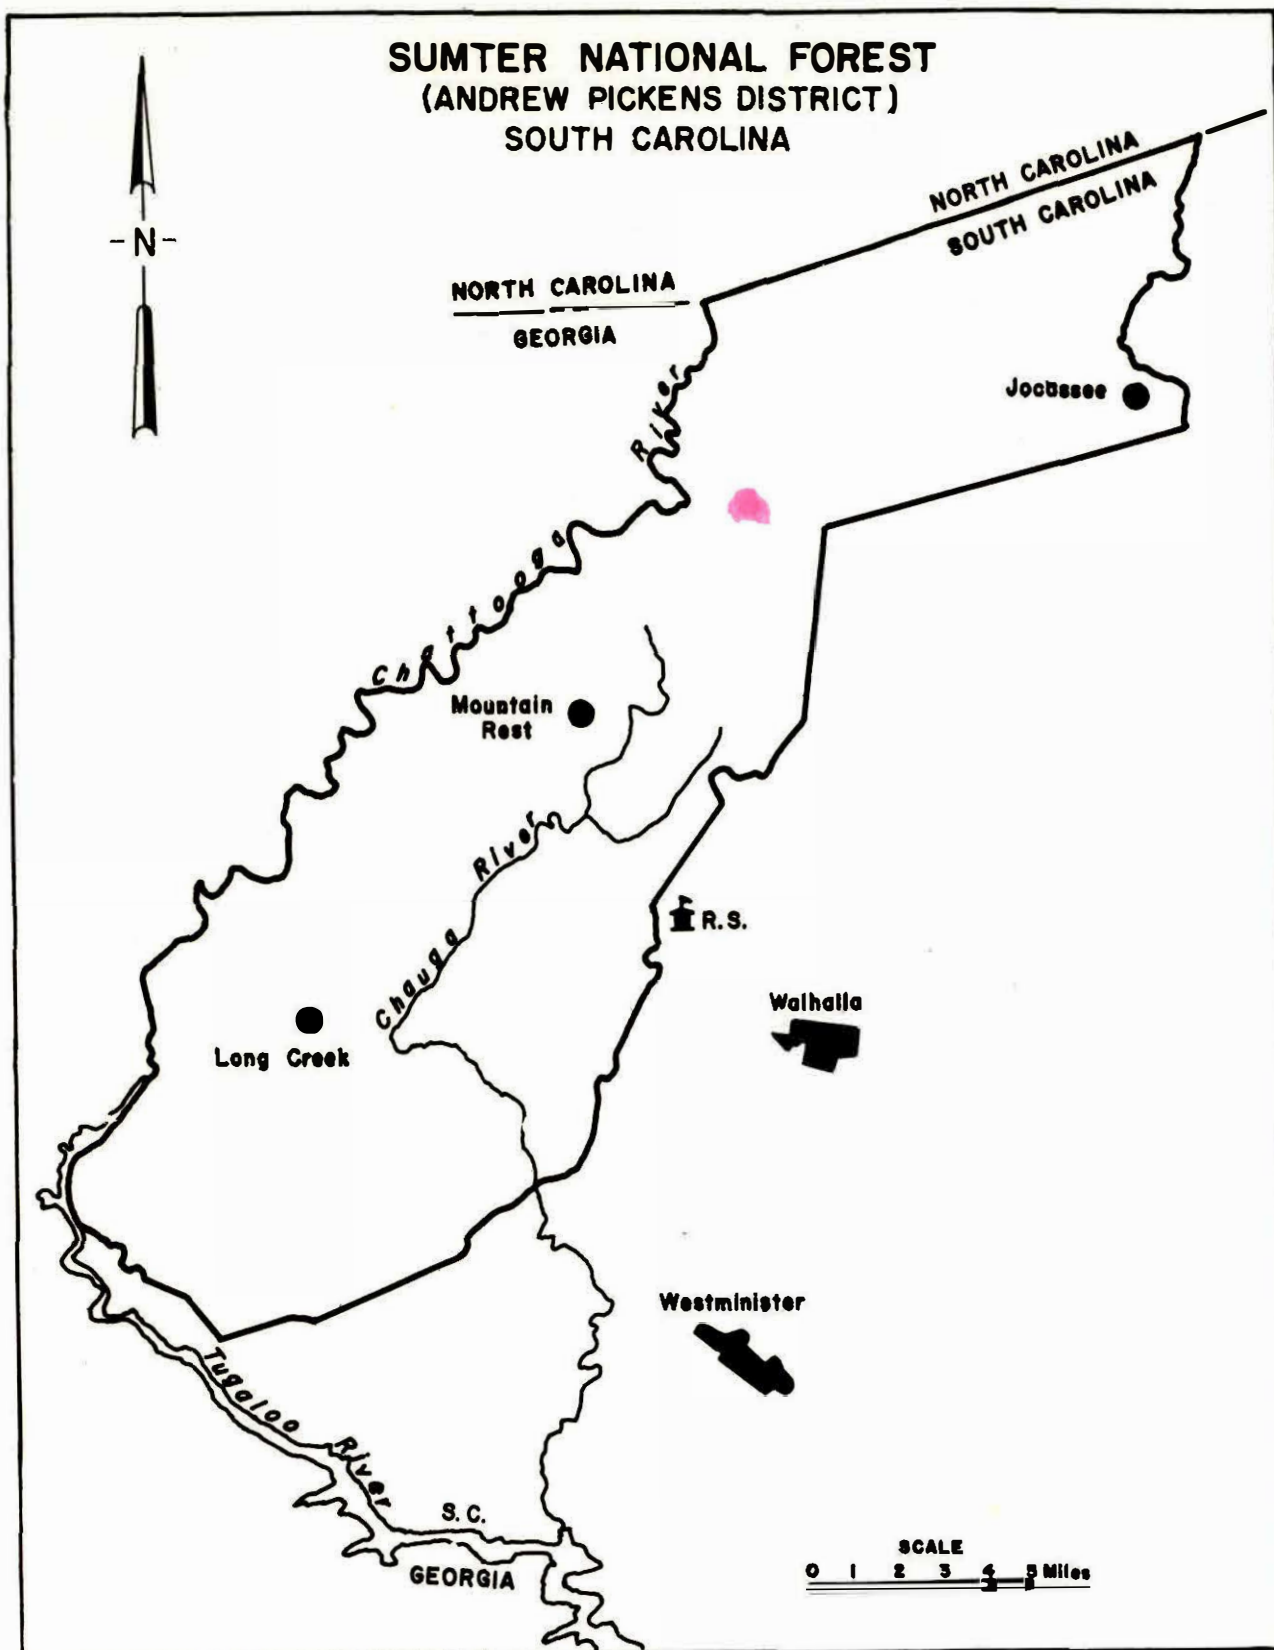 SUMTER NATIONAL FOREST
(ANDREW PICKENS DISTRICT)
SOUTH CAROLINA
-N-
NORTH CAROLINA
SOUTH CAROLINA
NORTH CAROLINA
GEORGIA
Jocassee
Chattooga River
Mountain
Rest
Chauga River
R.S.
Walhalla
Long Creek
Westminister
Tugaloo River
S.C.
GEORGIA
SCALE
0 1 2 3 4 5 Miles